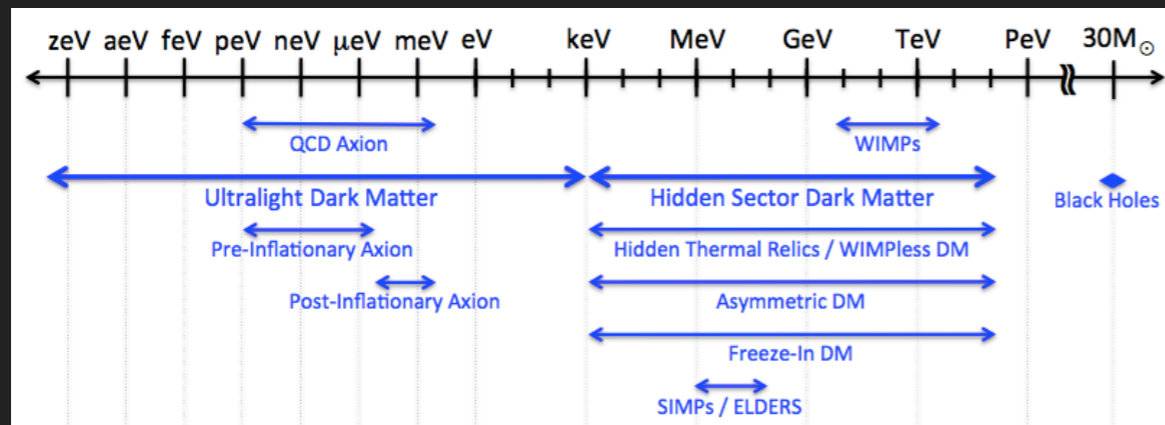 zeV aeV feV peV neV μeV meV eV keV MeV GeV TeV PeV 30M☉
QCD Axion WIMPs
Ultralight Dark Matter Hidden Sector Dark Matter Black Holes
Pre-Inflationary Axion Hidden Thermal Relics / WIMPless DM
Post-Inflationary Axion Asymmetric DM
Freeze-In DM
SIMPs / ELDERS